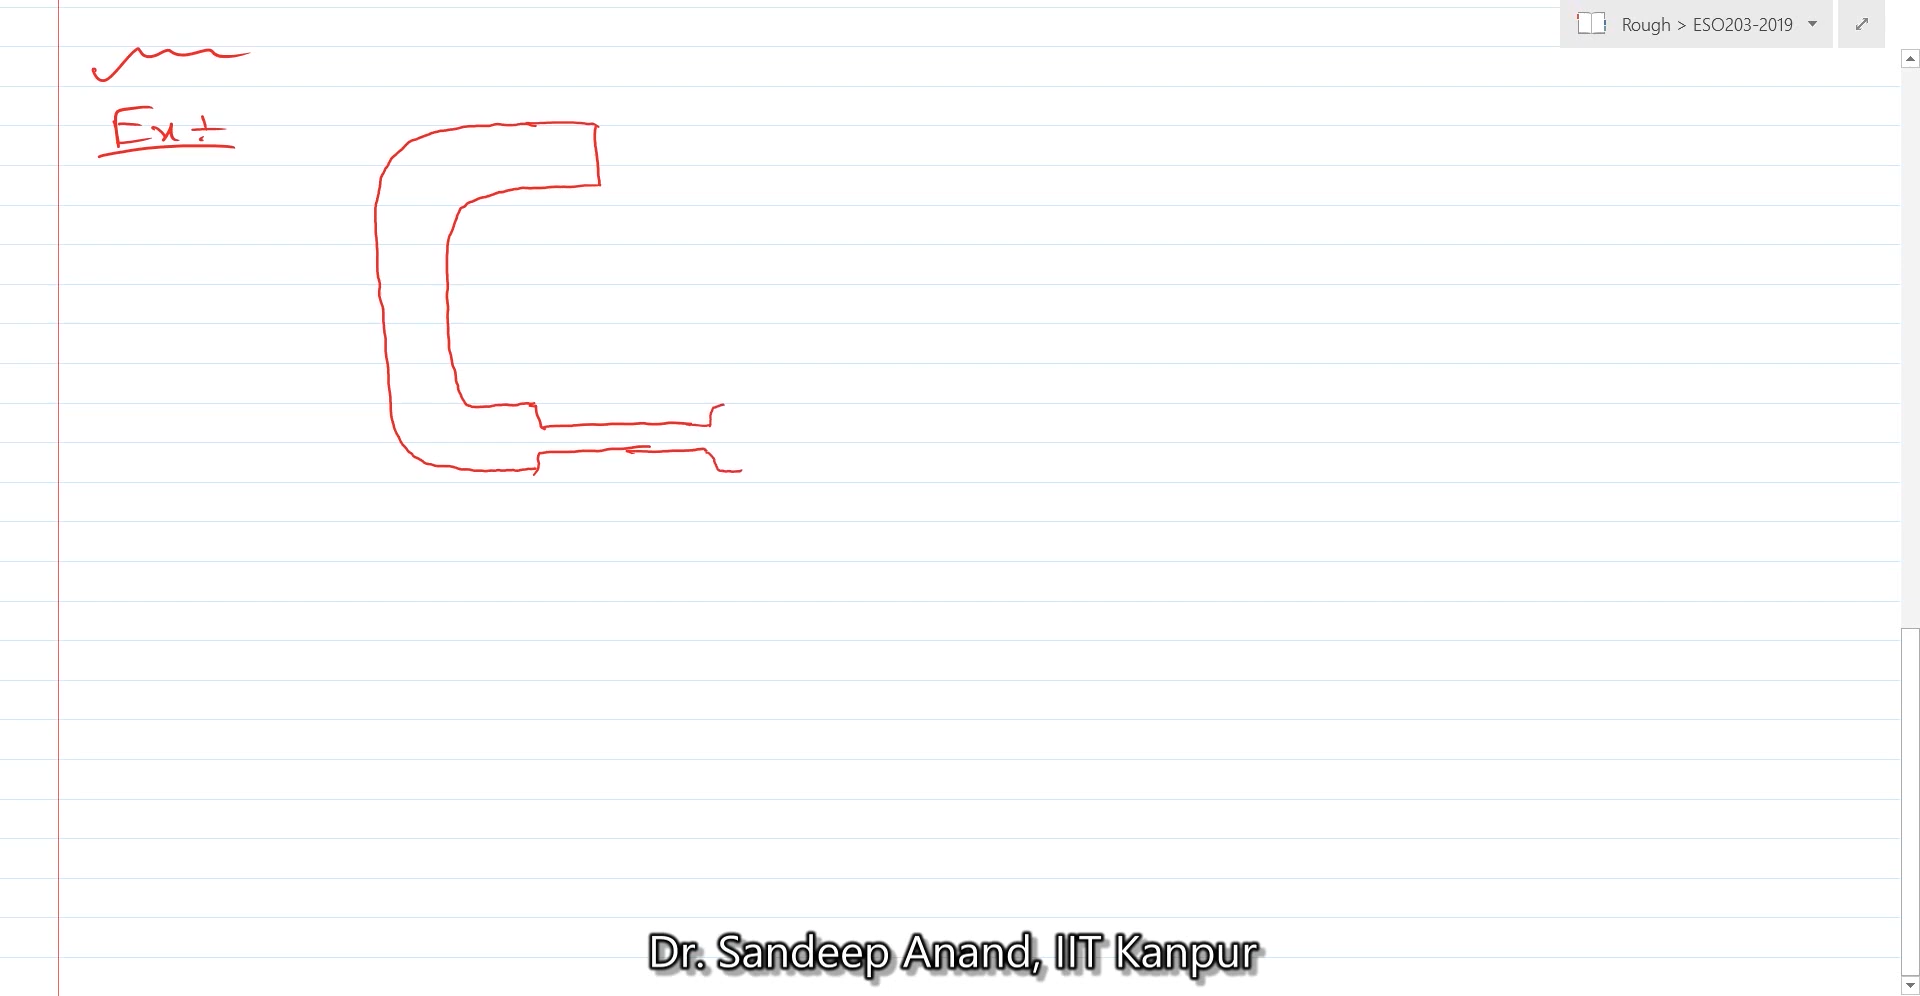 Rough > ESO203-2019
Ex ÷
Dr. Sandeep Anand, IIT Kanpur